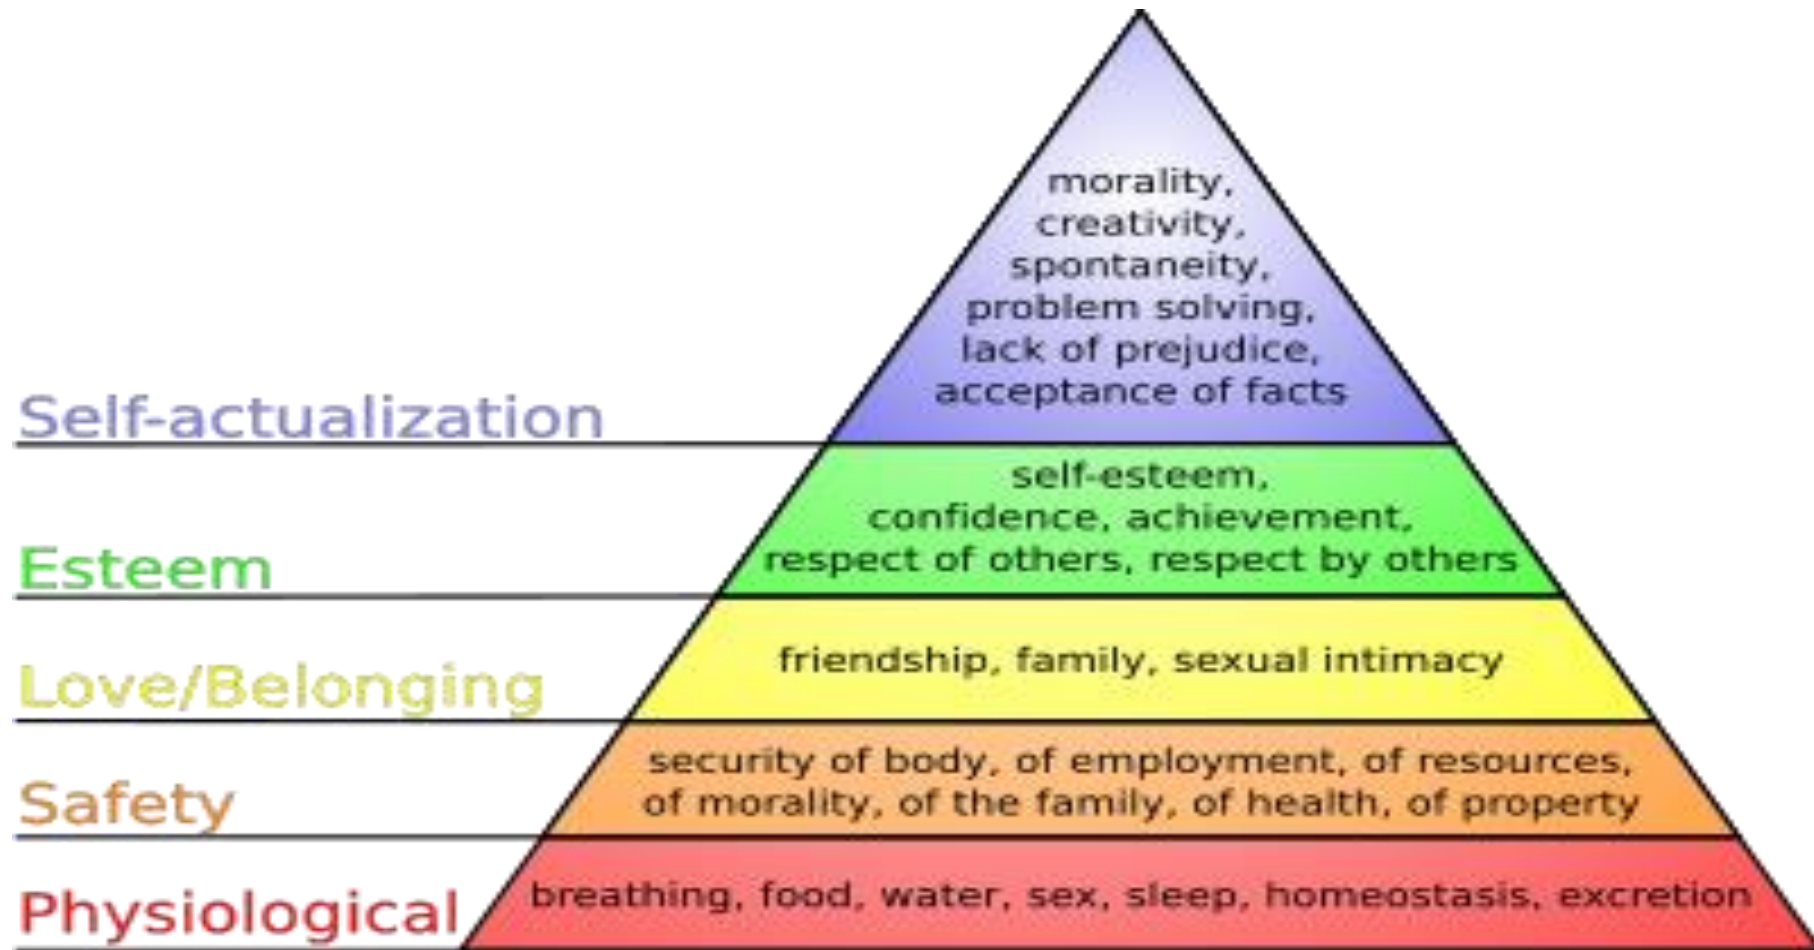 morality,
creativity,
spontaneity,
problem solving,
lack of prejudice,
acceptance of facts
Self-actualization
self-esteem,
confidence, achievement,
respect of others, respect by others
Esteem
friendship, family, sexual intimacy
Love/Belonging
security of body, of employment, of resources,
of morality, of the family, of health, of property
Safety
breathing, food, water, sex, sleep, homeostasis, excretion
Physiological